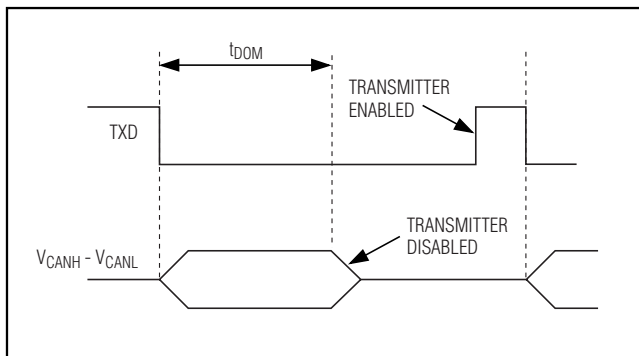 tDOM
TRANSMITTER
ENABLED
TXD
TRANSMITTER
DISABLED
VCANH - VCANL